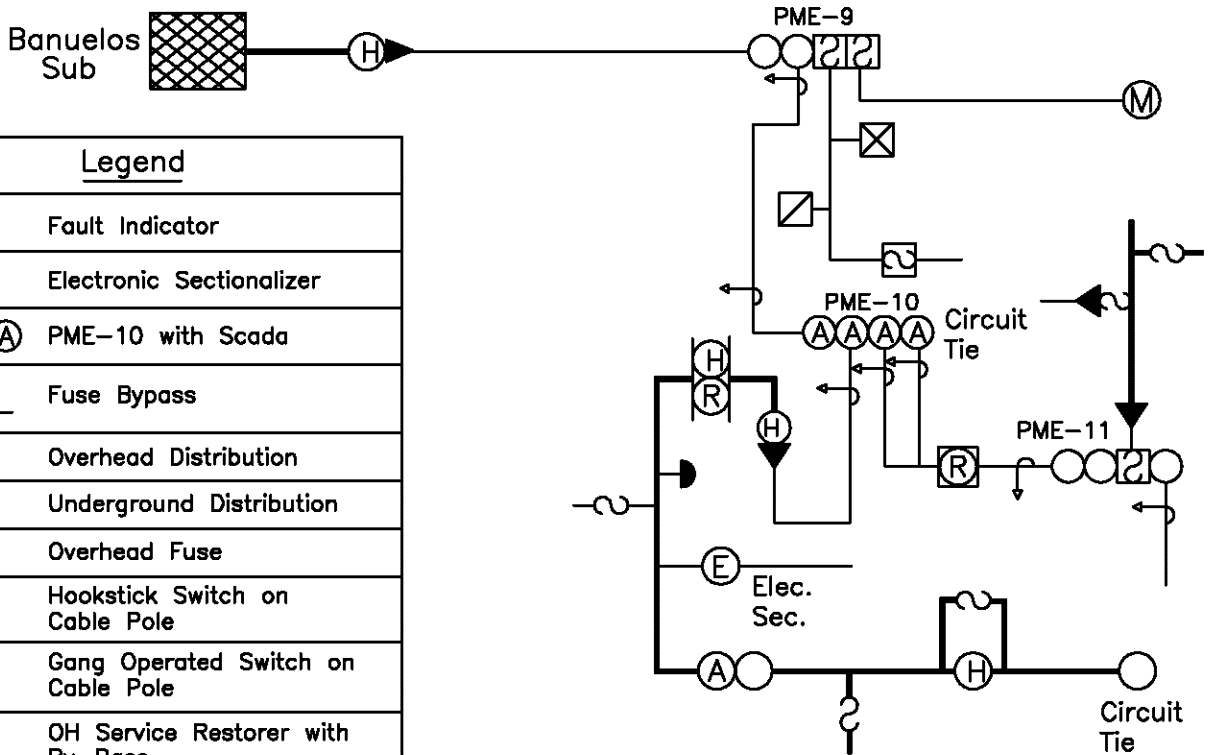 Banuelos
Sub
H
PME-9
M
Legend
Fault Indicator
Electronic Sectionalizer
A PME-10 with Scada
Fuse Bypass
Overhead Distribution
Underground Distribution
Overhead Fuse
Hookstick Switch on
Cable Pole
Gang Operated Switch on
Cable Pole
OH Service Restorer with
By-Pass
PME-10
A A A A
Circuit
Tie
H
R
H
PME-11
R
E
Elec.
Sec.
A
H
Circuit
Tie